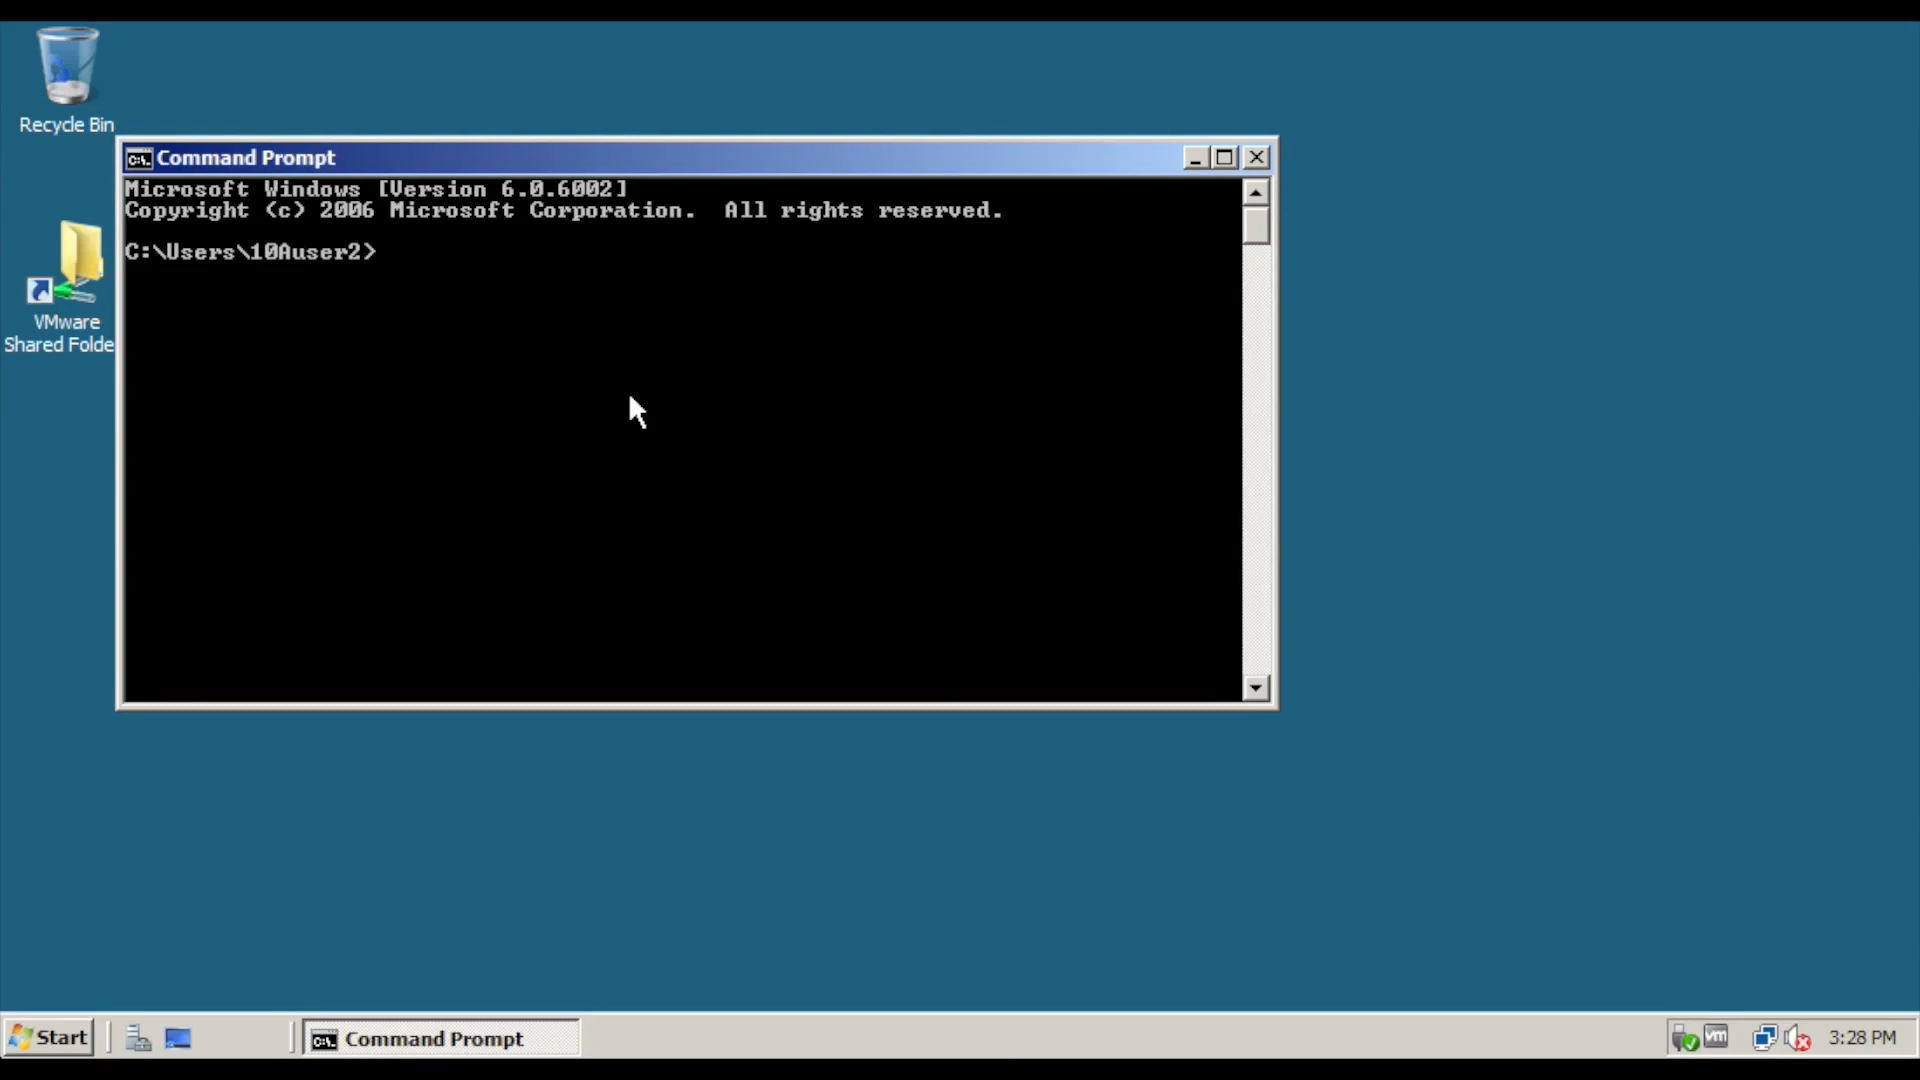 Recycle Bin
VMware
Shared Folde
Command Prompt
Microsoft Windows [Version 6.0.6002]
Copyright (c) 2006 Microsoft Corporation.  All rights reserved.
C:\Users\10Auser2>
Start
Command Prompt
vm
3:28 PM